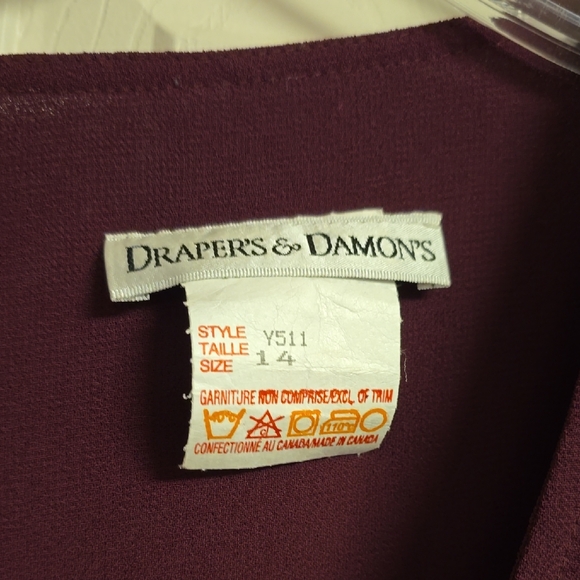 DRAPER'S & DAMON'S
STYLE Y511
TAILLE
SIZE 14
GARNITURE NON COMPRISE/EXCL. OF TRIM
CL
110°C
CONFECTIONNÉ AU CANADA/MADE IN CANADA